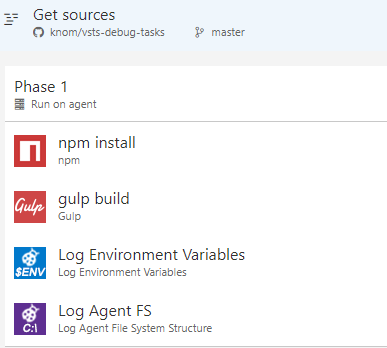 Get sources
knom/vsts-debug-tasks master
Phase 1
Run on agent
npm install
npm
Gulp
gulp build
Gulp
$ENV
Log Environment Variables
Log Environment Variables
C:\
Log Agent FS
Log Agent File System Structure